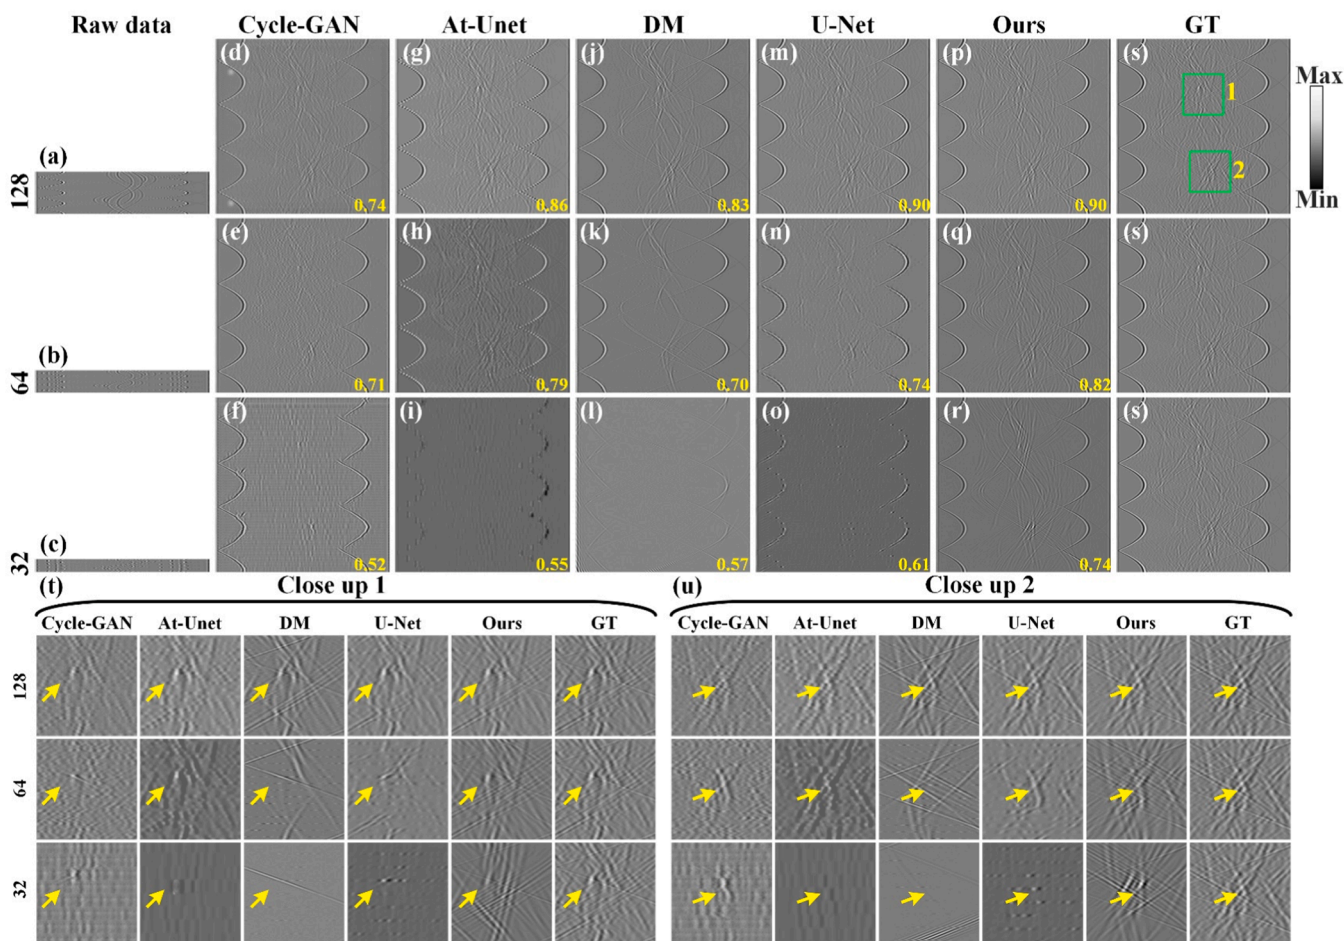 Raw data Cycle-GAN At-Unet DM U-Net Ours GT
(d) (g) (j) (m) (p) (s)
Max
1
(a)
128
2
Min
0.74 0.86 0.83 0.90 0.90
(e) (h) (k) (n) (q) (s)
(b)
64
0.71 0.79 0.70 0.74 0.82
(f) (i) (l) (o) (r) (s)
(c)
32
0.52 0.55 0.57 0.61 0.74
(t) Close up 1 (u) Close up 2
Cycle-GAN At-Unet DM U-Net Ours GT Cycle-GAN At-Unet DM U-Net Ours GT
128 128
64 64
32 32